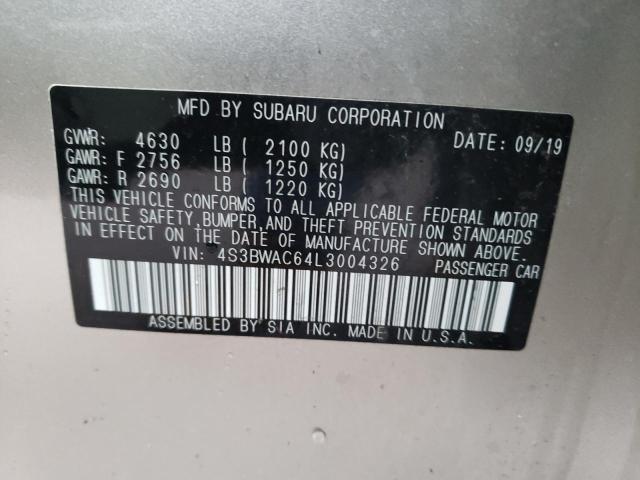 MFD BY SUBARU CORPORATION
GVWR: 4630 LB ( 2100 KG) DATE: 09/19
GAWR: F 2756 LB ( 1250 KG)
GAWR: R 2690 LB ( 1220 KG)
THIS VEHICLE CONFORMS TO ALL APPLICABLE FEDERAL MOTOR
VEHICLE SAFETY,BUMPER,AND THEFT PREVENTION STANDARDS
IN EFFECT ON THE DATE OF MANUFACTURE SHOWN ABOVE.
VIN: 4S3BWAC64L3004326 PASSENGER CAR
ASSEMBLED BY SIA INC. MADE IN U.S.A.